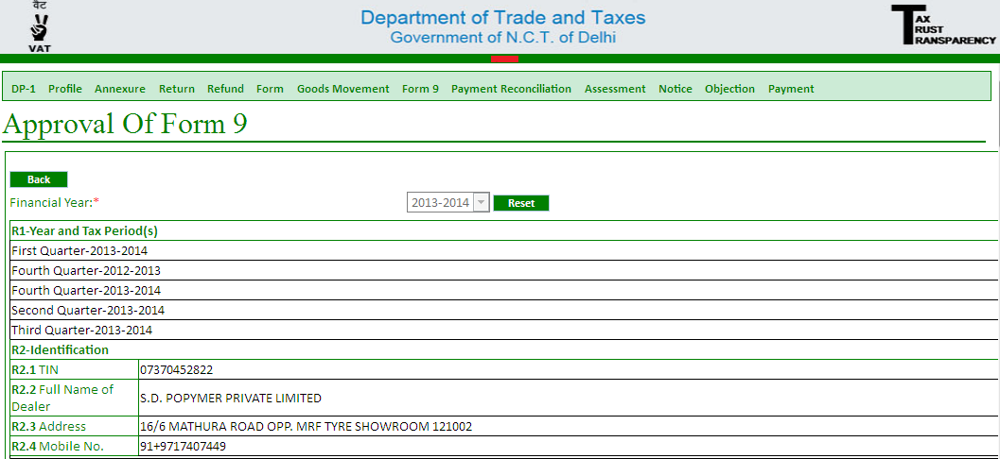 वैट
VAT
Department of Trade and Taxes
Government of N.C.T. of Delhi
TAX
TRUST
TRANSPARENCY
DP-1 Profile Annexure Return Refund Form Goods Movement Form 9 Payment Reconciliation Assessment Notice Objection Payment
Approval Of Form 9
Back
Financial Year:* 2013-2014 Reset
R1-Year and Tax Period(s)
First Quarter-2013-2014
Fourth Quarter-2012-2013
Fourth Quarter-2013-2014
Second Quarter-2013-2014
Third Quarter-2013-2014
R2-Identification
R2.1 TIN 07370452822
R2.2 Full Name of
Dealer
S.D. POPYMER PRIVATE LIMITED
R2.3 Address 16/6 MATHURA ROAD OPP. MRF TYRE SHOWROOM 121002
R2.4 Mobile No. 91+9717407449